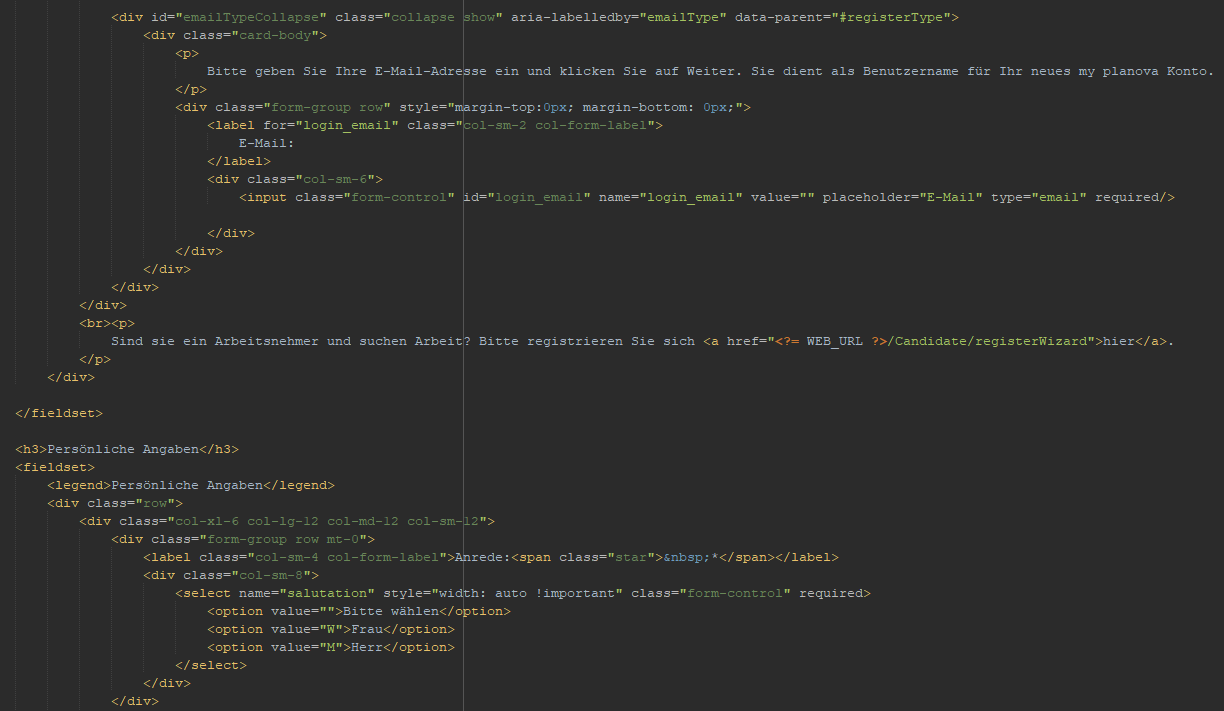 <div id="emailTypeCollapse" class="collapse show" aria-labelledby="emailType" data-parent="#registerType">
<div class="card-body">
<p>
Bitte geben Sie Ihre E-Mail-Adresse ein und klicken Sie auf Weiter. Sie dient als Benutzername für Ihr neues my planova Konto.
</p>
<div class="form-group row" style="margin-top:0px; margin-bottom: 0px;">
<label for="login_email" class="col-sm-2 col-form-label">
E-Mail:
</label>
<div class="col-sm-6">
<input class="form-control" id="login_email" name="login_email" value="" placeholder="E-Mail" type="email" required/>
</div>
</div>
</div>
</div>
</div>
<br><p>
Sind sie ein Arbeitsnehmer und suchen Arbeit? Bitte registrieren Sie sich <a href="<?= WEB_URL ?>/Candidate/registerWizard">hier</a>.
</p>
</div>
</fieldset>
<h3>Persönliche Angaben</h3>
<fieldset>
<legend>Persönliche Angaben</legend>
<div class="row">
<div class="col-xl-6 col-lg-12 col-md-12 col-sm-12">
<div class="form-group row mt-0">
<label class="col-sm-4 col-form-label">Anrede:<span class="star">&nbsp;*</span></label>
<div class="col-sm-8">
<select name="salutation" style="width: auto !important" class="form-control" required>
<option value="">Bitte wählen</option>
<option value="W">Frau</option>
<option value="M">Herr</option>
</select>
</div>
</div>